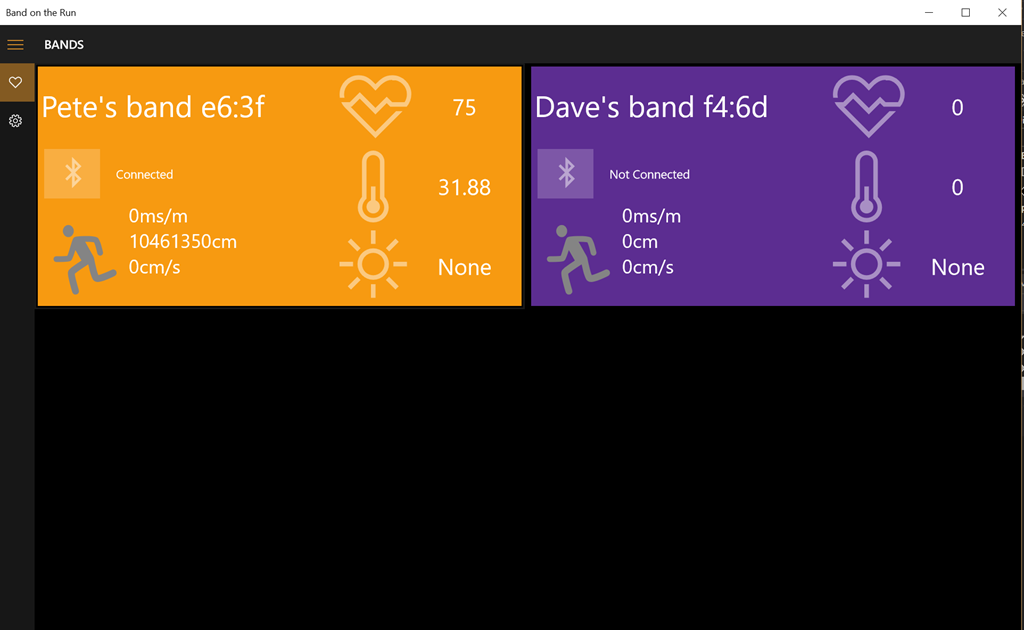 Band on the Run
BANDS
Pete's band e6:3f
75
Connected
31.88
0ms/m
10461350cm
0cm/s
None
Dave's band f4:6d
0
Not Connected
0
0ms/m
0cm
0cm/s
None